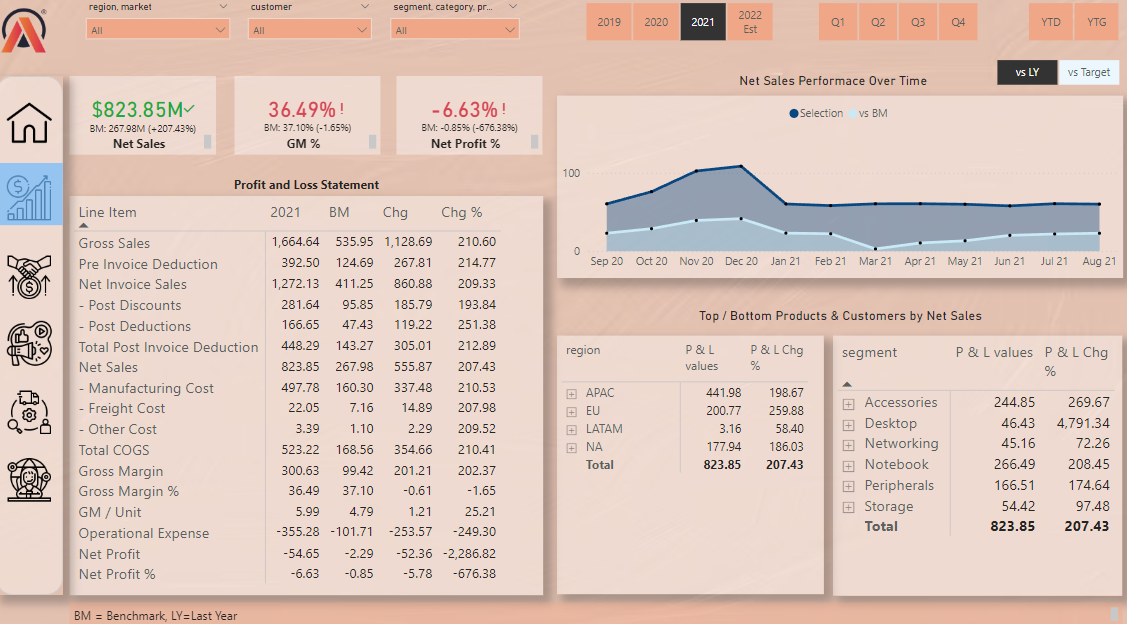 region, market customer segment, category, pr...
All All All
2019 2020 2021 2022 Est Q1 Q2 Q3 Q4 YTD YTG
vs LY vs Target
$823.85M
BM: 267.98M (+207.43%)
Net Sales
36.49% !
BM: 37.10% (-1.65%)
GM %
-6.63% !
BM: -0.85% (-676.38%)
Net Profit %
Net Sales Performace Over Time
Selection vs BM
100
0
Sep 20 Oct 20 Nov 20 Dec 20 Jan 21 Feb 21 Mar 21 Apr 21 May 21 Jun 21 Jul 21 Aug 21
Profit and Loss Statement
Line Item 2021 BM Chg Chg %
Gross Sales 1,664.64 535.95 1,128.69 210.60
Pre Invoice Deduction 392.50 124.69 267.81 214.77
Net Invoice Sales 1,272.13 411.25 860.88 209.33
- Post Discounts 281.64 95.85 185.79 193.84
- Post Deductions 166.65 47.43 119.22 251.38
Total Post Invoice Deduction 448.29 143.27 305.01 212.89
Net Sales 823.85 267.98 555.87 207.43
- Manufacturing Cost 497.78 160.30 337.48 210.53
- Freight Cost 22.05 7.16 14.89 207.98
- Other Cost 3.39 1.10 2.29 209.52
Total COGS 523.22 168.56 354.66 210.41
Gross Margin 300.63 99.42 201.21 202.37
Gross Margin % 36.49 37.10 -0.61 -1.65
GM / Unit 5.99 4.79 1.21 25.21
Operational Expense -355.28 -101.71 -253.57 -249.30
Net Profit -54.65 -2.29 -52.36 -2,286.82
Net Profit % -6.63 -0.85 -5.78 -676.38
Top / Bottom Products & Customers by Net Sales
region P & L values P & L Chg %
APAC 441.98 198.67
EU 200.77 259.88
LATAM 3.16 58.40
NA 177.94 186.03
Total 823.85 207.43
segment P & L values P & L Chg %
Accessories 244.85 269.67
Desktop 46.43 4,791.34
Networking 45.16 72.26
Notebook 266.49 208.45
Peripherals 166.51 174.64
Storage 54.42 97.48
Total 823.85 207.43
BM = Benchmark, LY=Last Year